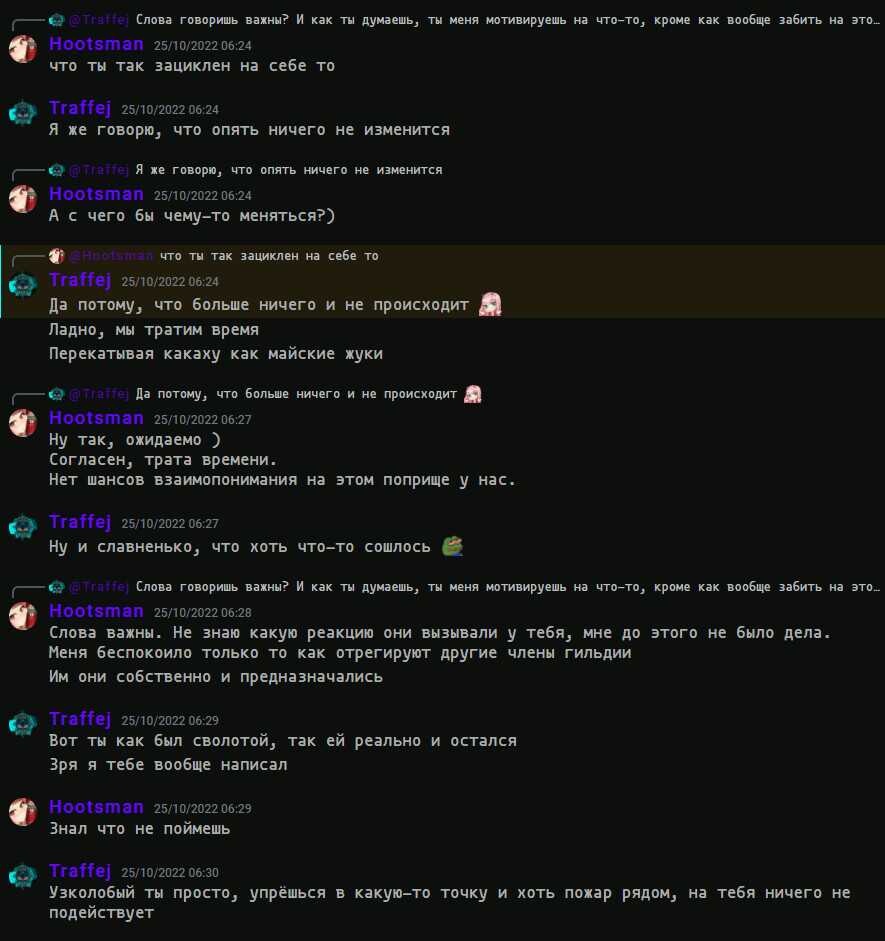 @Traffej Слова говоришь важны? И как ты думаешь, ты меня мотивируешь на что-то, кроме как вообще забить на это…
Hootsman 25/10/2022 06:24
что ты так зациклен на себе то
Traffej 25/10/2022 06:24
Я же говорю, что опять ничего не изменится
@Traffej Я же говорю, что опять ничего не изменится
Hootsman 25/10/2022 06:24
А с чего бы чему-то меняться?)
@Hootsman что ты так зациклен на себе то
Traffej 25/10/2022 06:24
Да потому, что больше ничего и не происходит
Ладно, мы тратим время
Перекатывая какаху как майские жуки
@Traffej Да потому, что больше ничего и не происходит
Hootsman 25/10/2022 06:27
Ну так, ожидаемо )
Согласен, трата времени.
Нет шансов взаимопонимания на этом поприще у нас.
Traffej 25/10/2022 06:27
Ну и славненько, что хоть что-то сошлось
@Traffej Слова говоришь важны? И как ты думаешь, ты меня мотивируешь на что-то, кроме как вообще забить на это…
Hootsman 25/10/2022 06:28
Слова важны. Не знаю какую реакцию они вызывали у тебя, мне до этого не было дела.
Меня беспокоило только то как отрегируют другие члены гильдии
Им они собственно и предназначались
Traffej 25/10/2022 06:29
Вот ты как был сволотой, так ей реально и остался
Зря я тебе вообще написал
Hootsman 25/10/2022 06:29
Знал что не поймешь
Traffej 25/10/2022 06:30
Узколобый ты просто, упрёшься в какую-то точку и хоть пожар рядом, на тебя ничего не
подействует